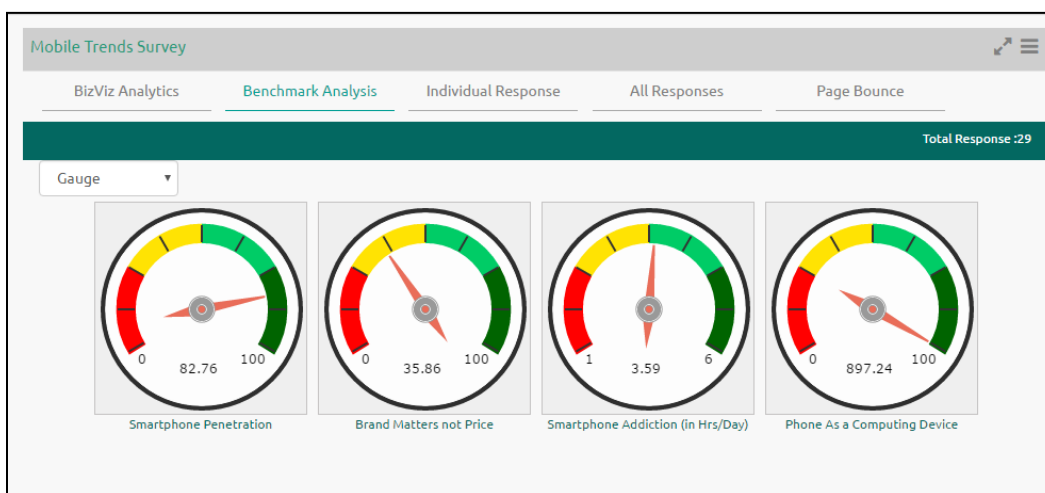 Mobile Trends Survey
BizViz Analytics Benchmark Analysis Individual Response All Responses Page Bounce
Total Response :29
Gauge
0 100 0 100 1 6 0 100
82.76 35.86 3.59 897.24
Smartphone Penetration Brand Matters not Price Smartphone Addiction (in Hrs/Day) Phone As a Computing Device